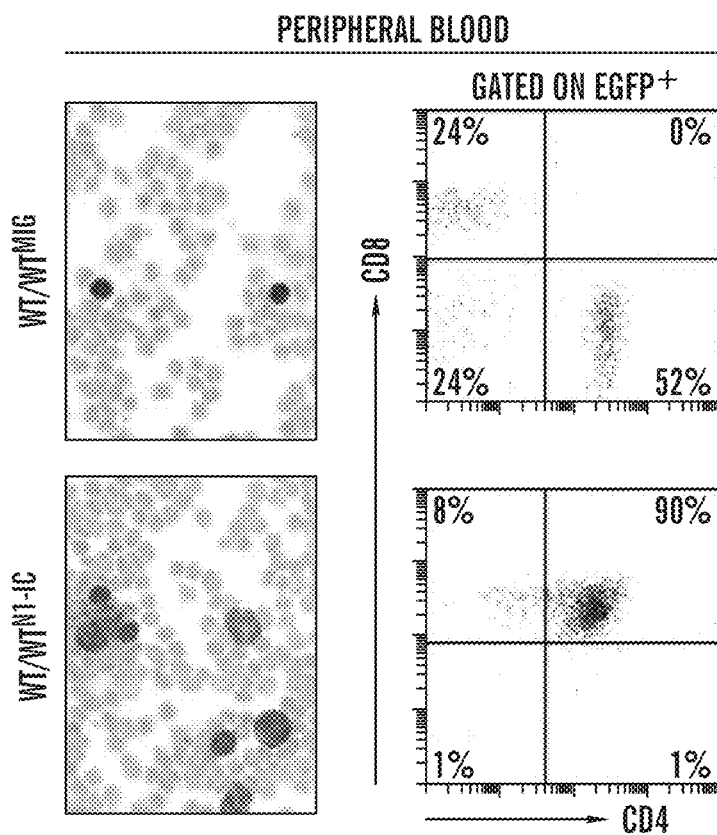 PERIPHERAL BLOOD
GATED ON EGFP+
WT/WTMIG
CD8
24% 0%
24% 52%
WT/WTN1-IC
8% 90%
1% 1%
CD4